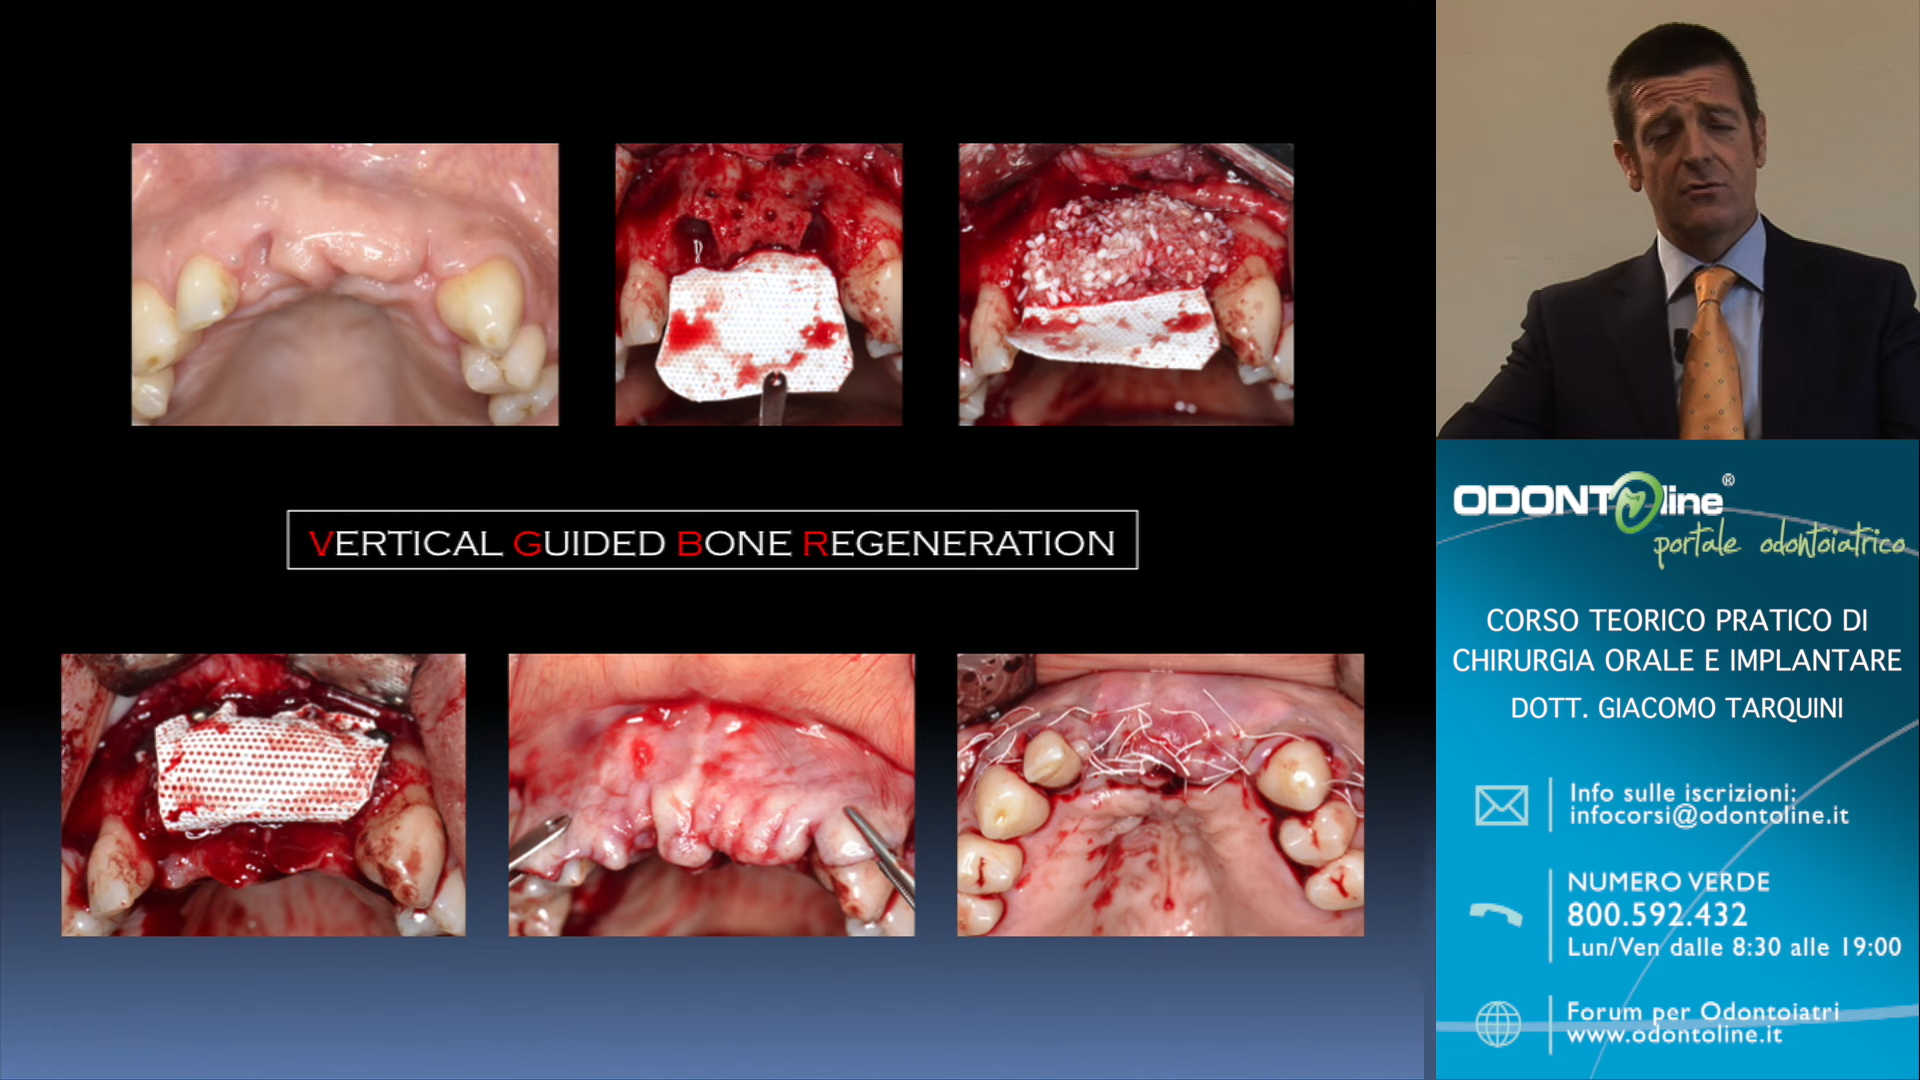 VERTICAL GUIDED BONE REGENERATION
ODONTOline®
portale odontoiatrico
CORSO TEORICO PRATICO DI
CHIRURGIA ORALE E IMPLANTARE
DOTT. GIACOMO TARQUINI
Info sulle iscrizioni:
infocorsi@odontoline.it
NUMERO VERDE
800.592.432
Lun/Ven dalle 8:30 alle 19:00
Forum per Odontoiatri
www.odontoline.it